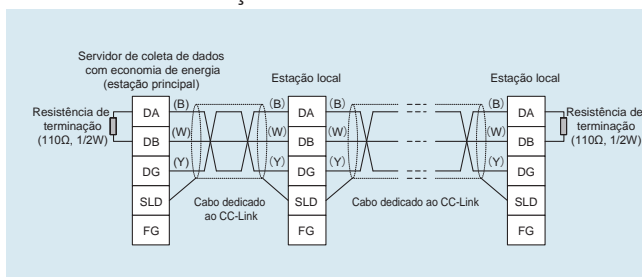 Servidor de coleta de dados
com economia de energia
(estação principal)
Estação local
Estação local
Resistência de
terminação
(110Ω, 1/2W)
DA
DB
DG
SLD
FG
(B)
(W)
(Y)
(B)
(W)
(Y)
Cabo dedicado
ao CC-Link
DA
DB
DG
SLD
FG
(B)
(W)
(Y)
Cabo dedicado ao CC-Link
(B)
(W)
(Y)
DA
DB
DG
SLD
FG
Resistência de
terminação
(110Ω, 1/2W)